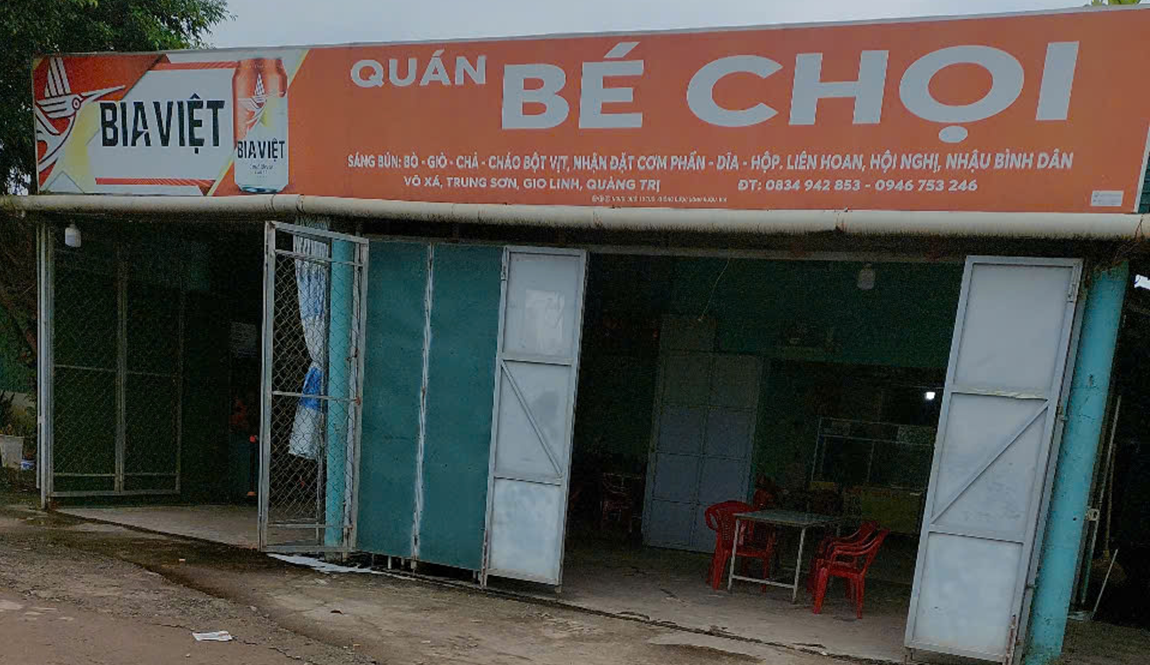 BIA VIỆT
BIA VIỆT
QUÁN
BÉ CHỌI
SÁNG BÚN: BÒ - GIÒ - CHẢ - CHÁO BỘT VỊT, NHẬN ĐẶT CƠM PHẦN - DĨA - HỘP. LIÊN HOAN, HỘI NGHỊ, NHẬU BÌNH DÂN
VÕ XÁ, TRUNG SƠN, GIO LINH, QUẢNG TRỊ ĐT: 0834 942 853 - 0946 753 246